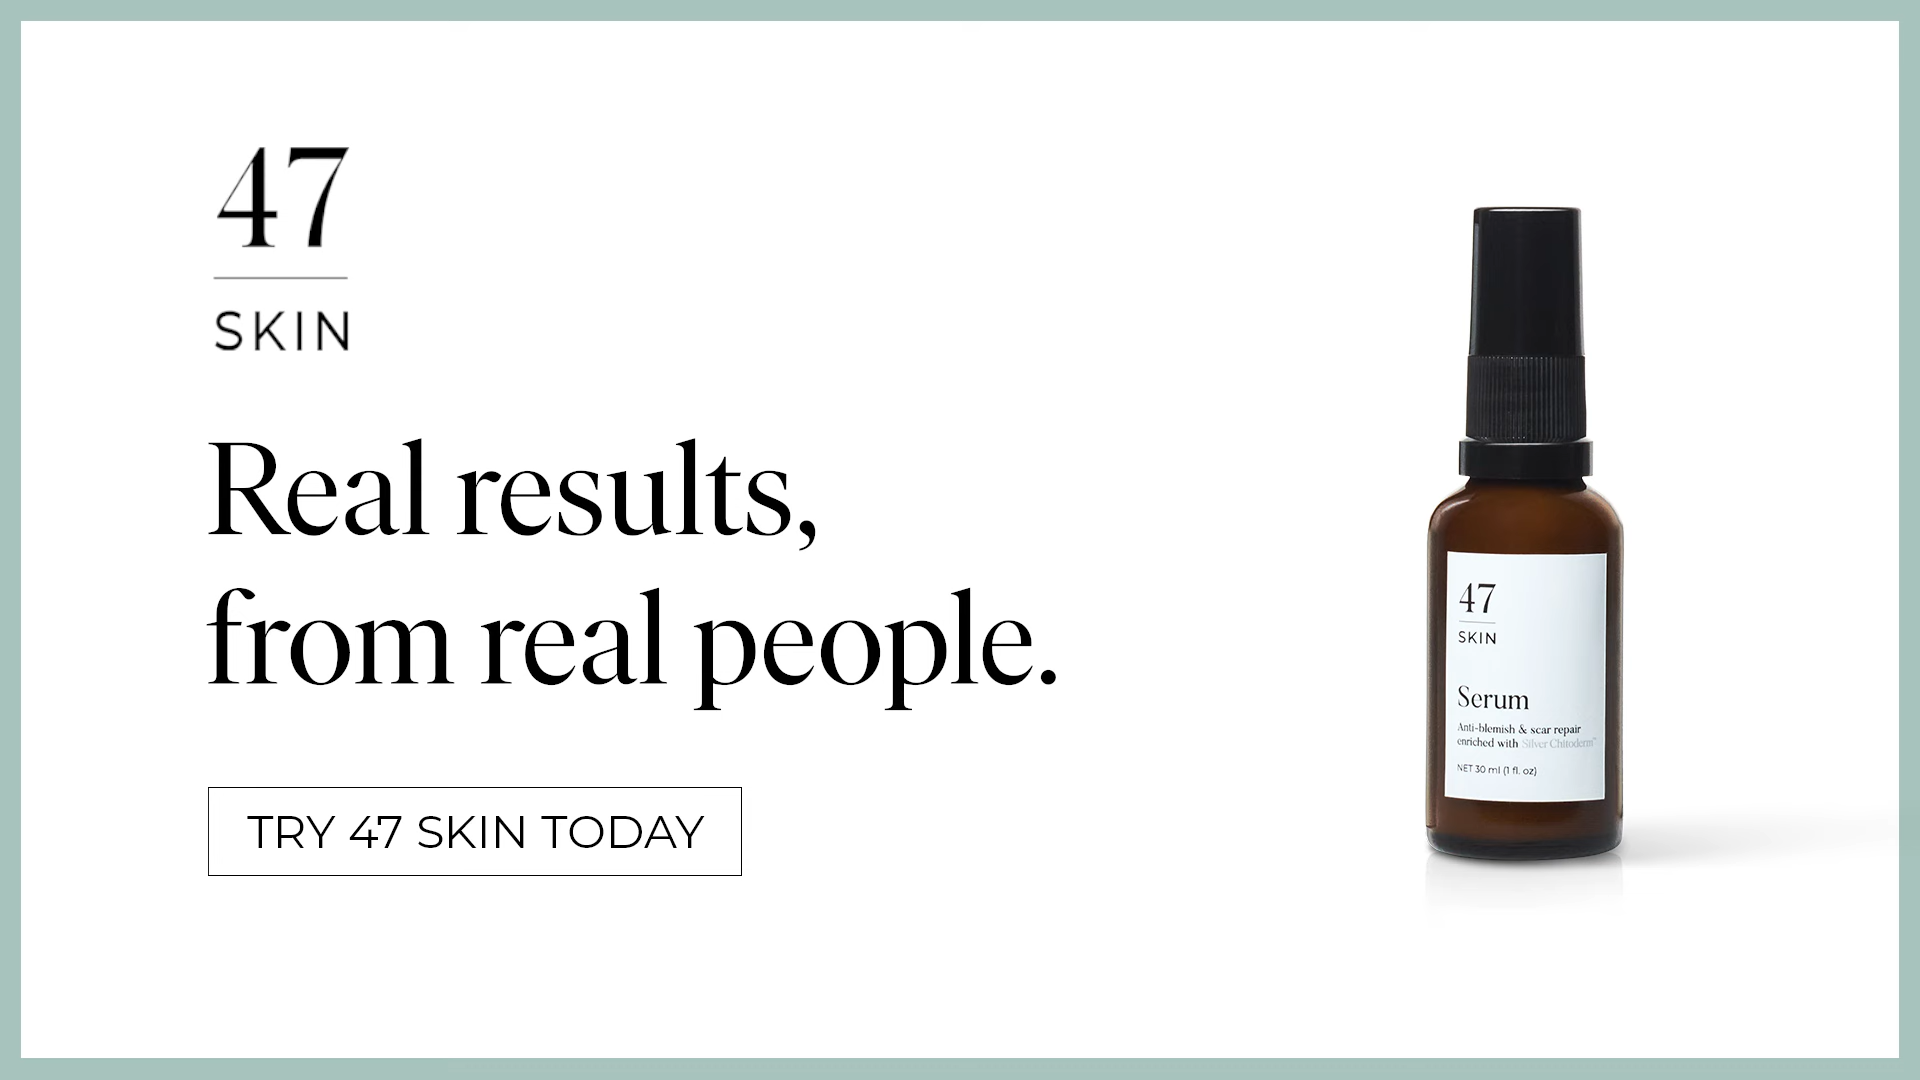 47
SKIN
Real results,
from real people.
TRY 47 SKIN TODAY
47
SKIN
Serum
Anti-blemish & scar repair
enriched with Silver Chitoderm™
NET 30 ml (1 fl. oz)